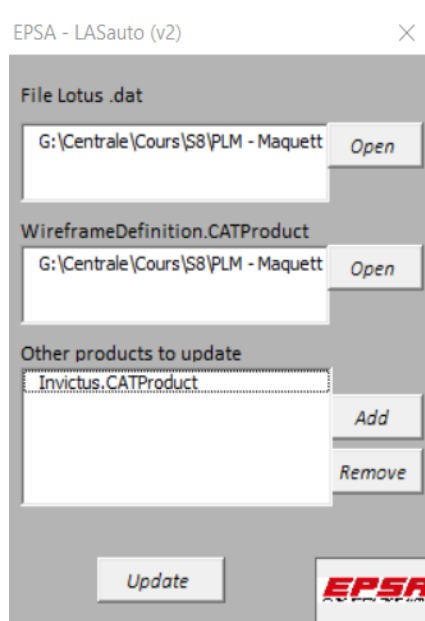 EPSA - LASauto (v2)
File Lotus .dat
G:\Centrale\Cours\S8\PLM - Maquett
Open
WireframeDefinition.CATProduct
G:\Centrale\Cours\S8\PLM - Maquett
Open
Other products to update
Invictus.CATProduct
Add
Remove
Update
EPSA